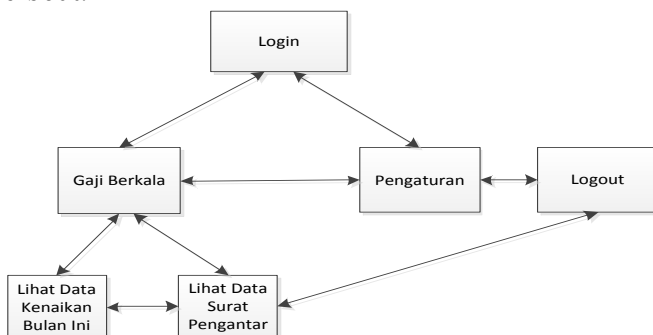 Login
Gaji Berkala
Pengaturan
Logout
Lihat Data
Kenaikan
Bulan Ini
Lihat Data
Surat
Pengantar